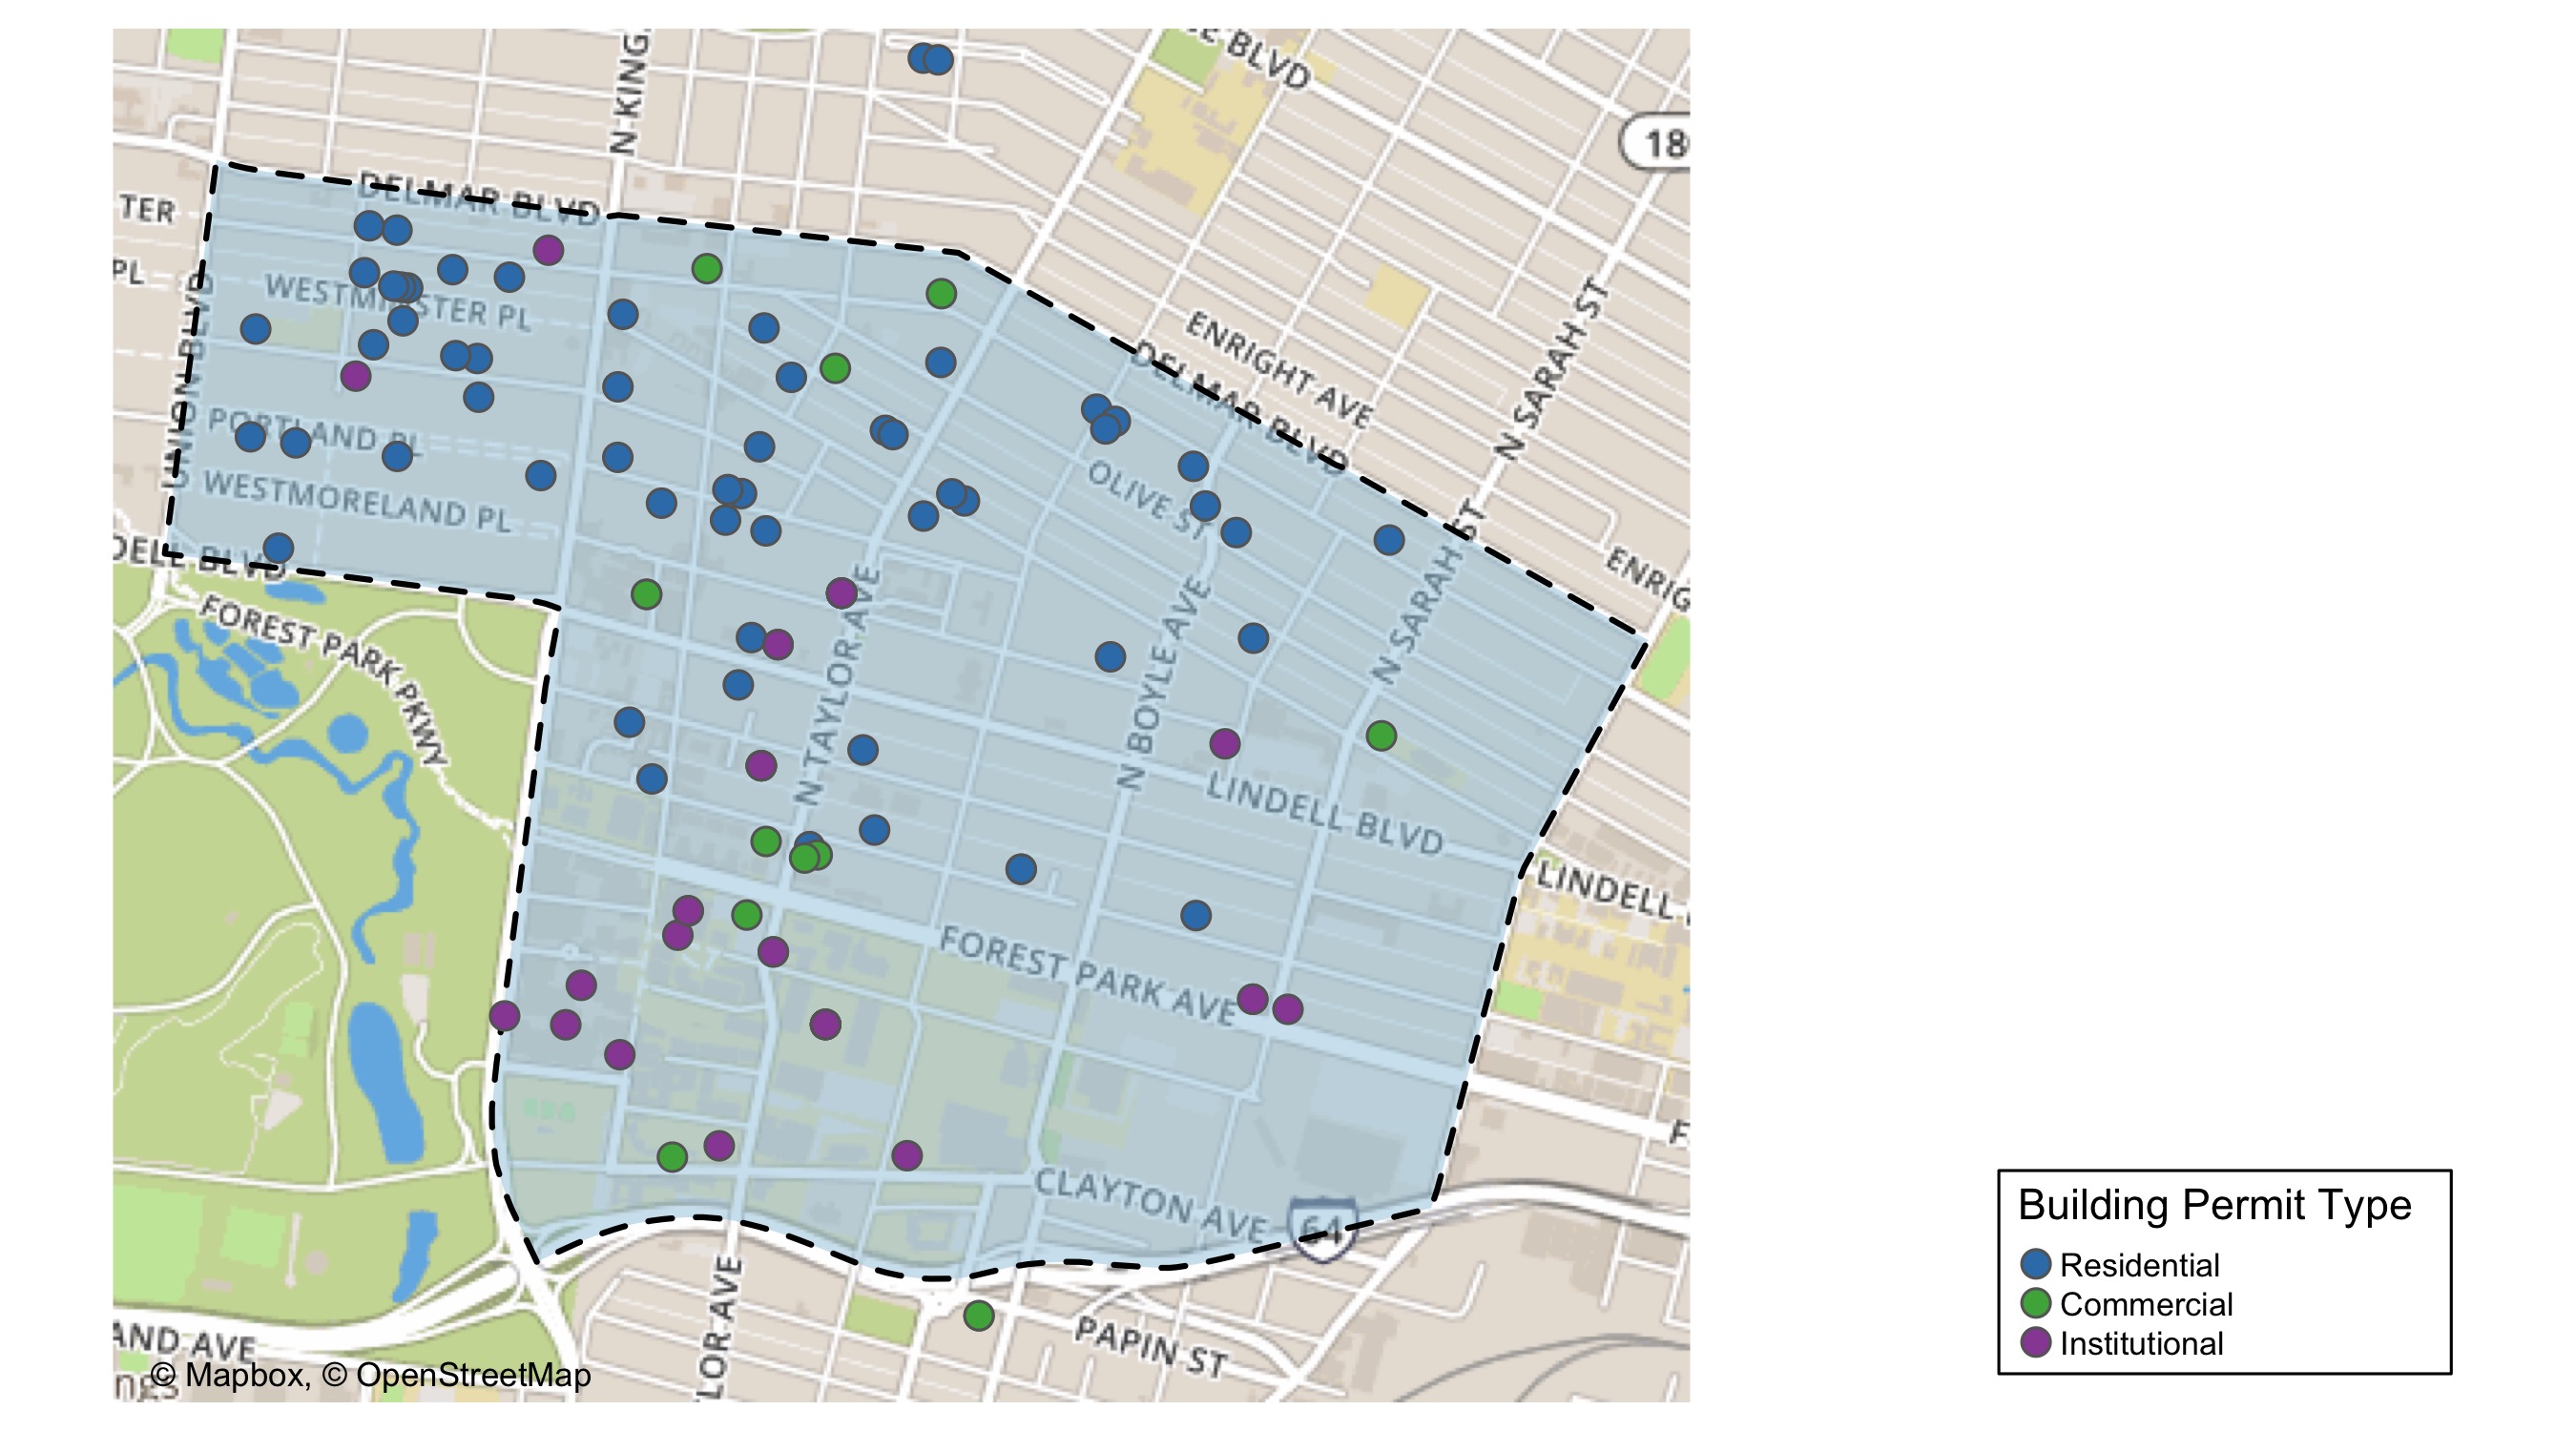 LE BLVD
N KING
18
TER
DELMAR BLVD
PL
WESTMINSTER PL
UNION BLVD
N SARAH ST
ENRIGHT AVE
DELMAR BLVD
PORTLAND PL
OLIVE ST
WESTMORELAND PL
DELL BLVD
ENRIG
FOREST PARK PKWY
N TAYLOR AVE
N BOYLE AVE
N SARAH ST
LINDELL BLVD
LINDELL
FOREST PARK AVE
F
CLAYTON AVE
64
LOR AVE
PAPIN ST
AND AVE
© Mapbox, © OpenStreetMap
Building Permit Type
Residential
Commercial
Institutional